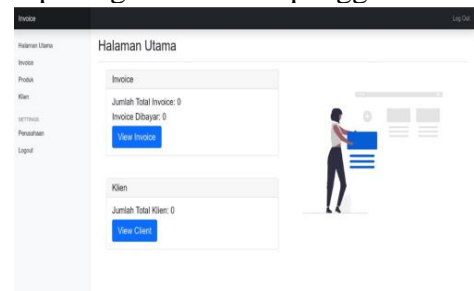 Invoice
Log Out
Halaman Utama
Invoice
Produk
Klien
SETTINGS
Perusahaan
Logout
Halaman Utama
Invoice
Jumlah Total Invoice: 0
Invoice Dibayar: 0
View Invoice
Klien
Jumlah Total Klien: 0
View Client